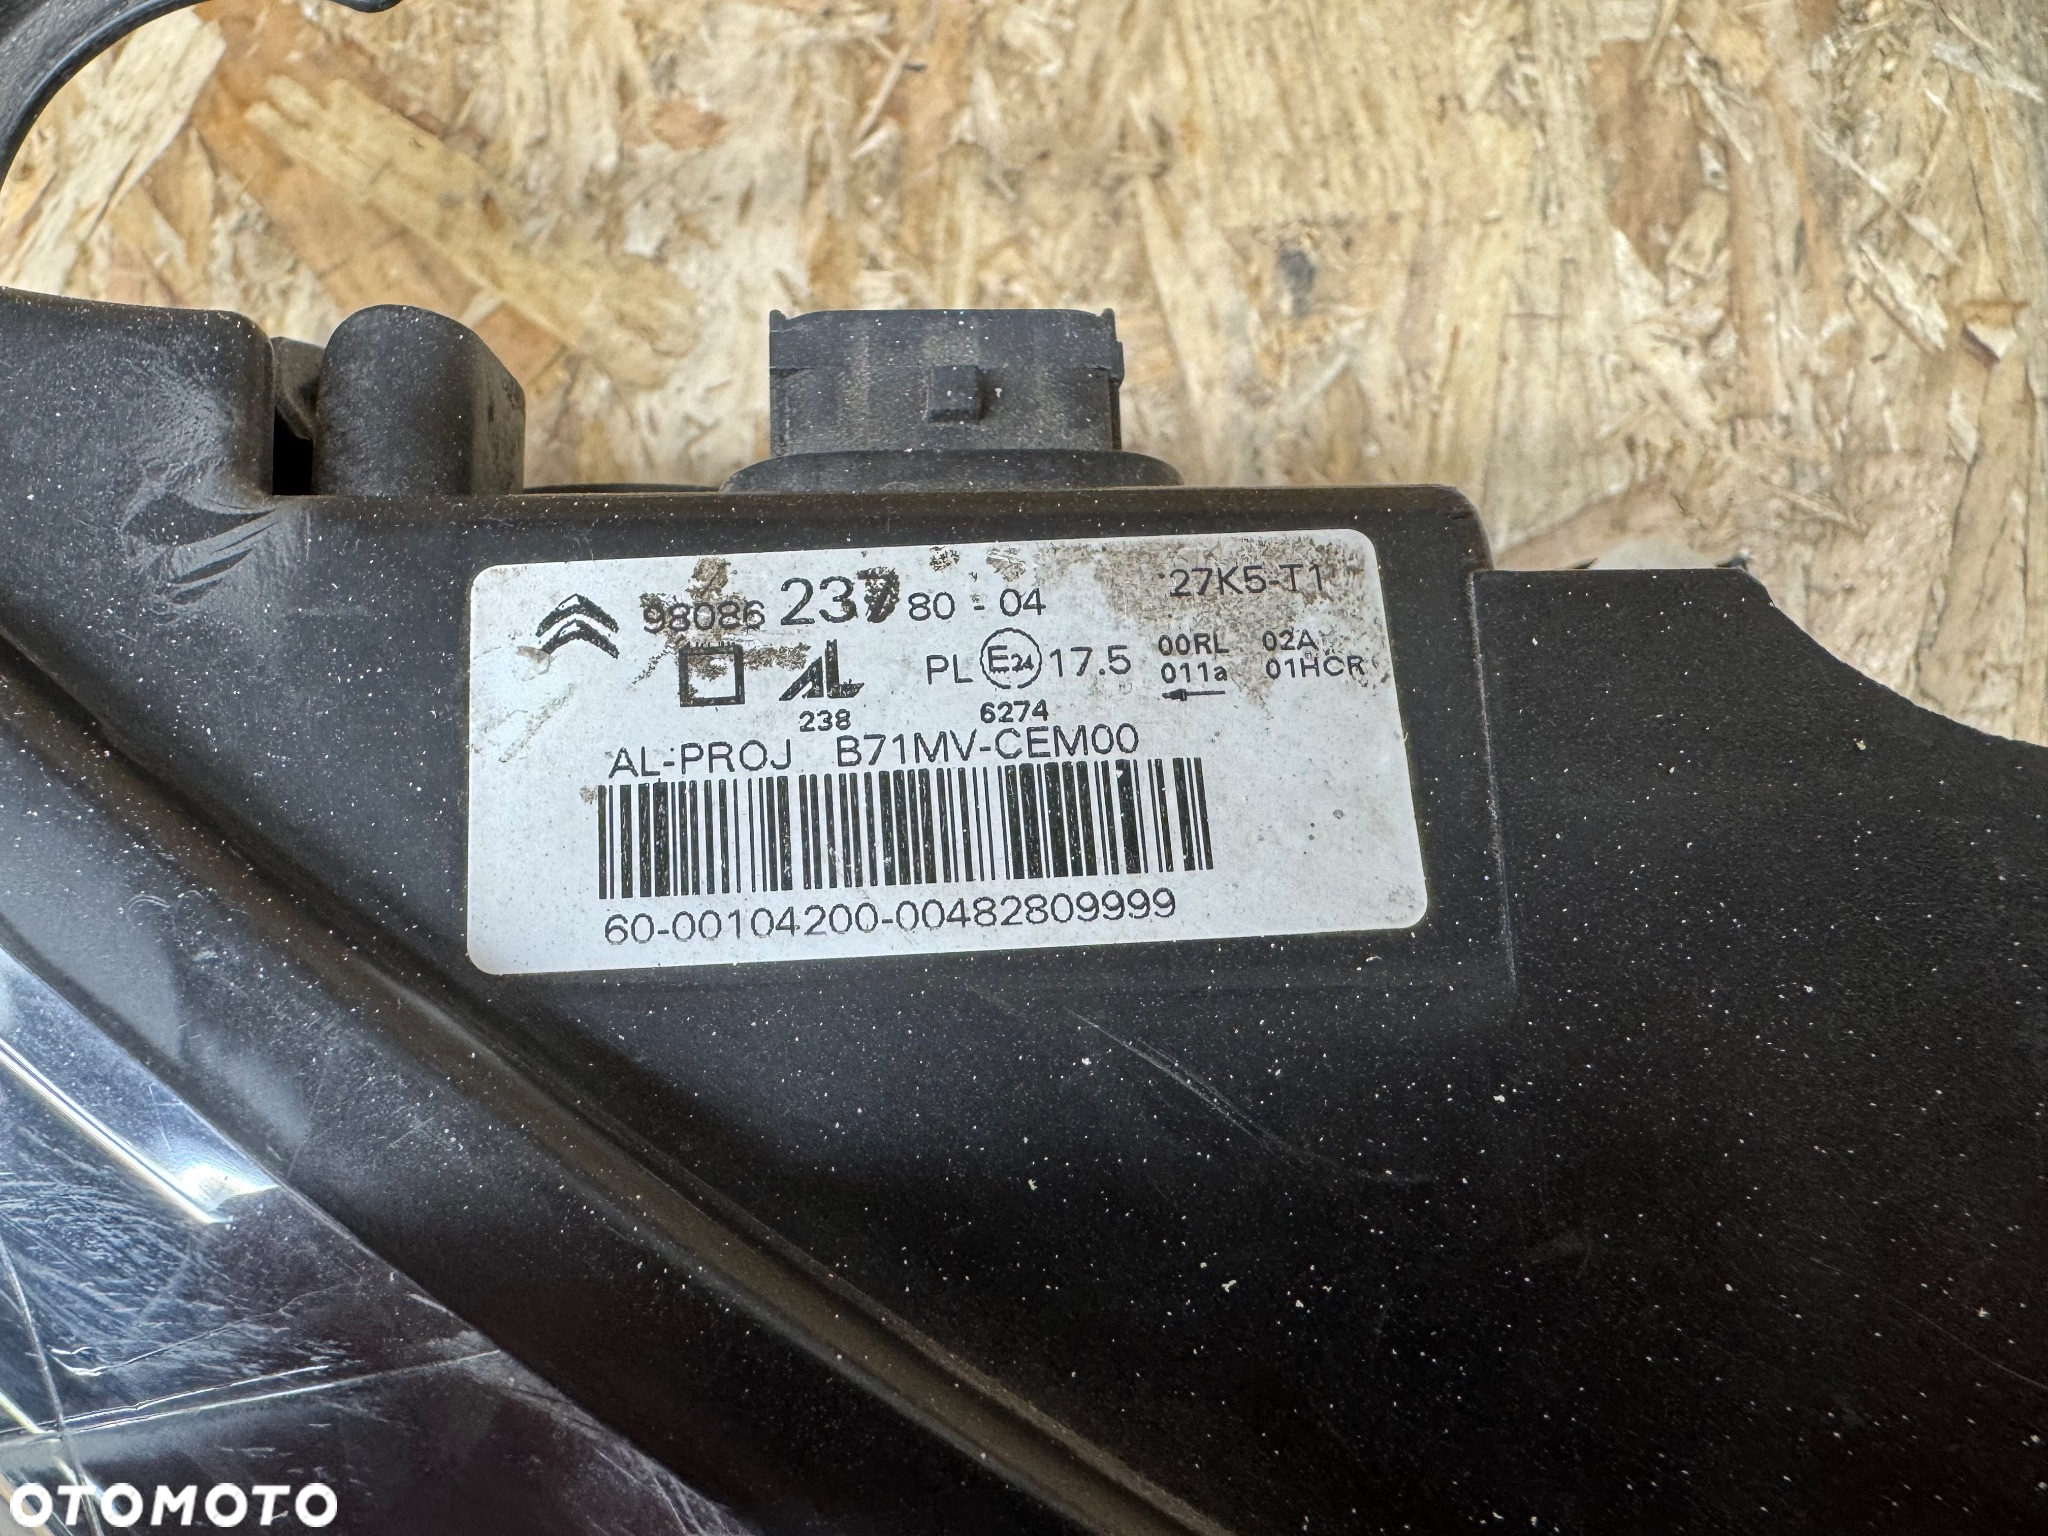 98086 237 80 - 04 27K5-T1
AL PL E24 17.5 00RL 02A
011a 01HCR
238 6274
AL-PROJ B71MV-CEM00
60-00104200-00482809999
OTOMOTO